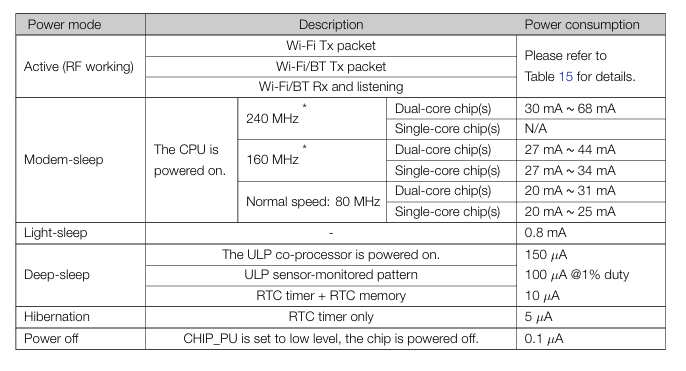 Power mode Description Power consumption
Active (RF working) Wi-Fi Tx packet Please refer to Table 15 for details.
Wi-Fi/BT Tx packet
Wi-Fi/BT Rx and listening
Modem-sleep The CPU is powered on. 240 MHz * Dual-core chip(s) 30 mA ~ 68 mA
Single-core chip(s) N/A
160 MHz * Dual-core chip(s) 27 mA ~ 44 mA
Single-core chip(s) 27 mA ~ 34 mA
Normal speed: 80 MHz Dual-core chip(s) 20 mA ~ 31 mA
Single-core chip(s) 20 mA ~ 25 mA
Light-sleep - 0.8 mA
Deep-sleep The ULP co-processor is powered on. 150 μA
ULP sensor-monitored pattern 100 μA @1% duty
RTC timer + RTC memory 10 μA
Hibernation RTC timer only 5 μA
Power off CHIP_PU is set to low level, the chip is powered off. 0.1 μA